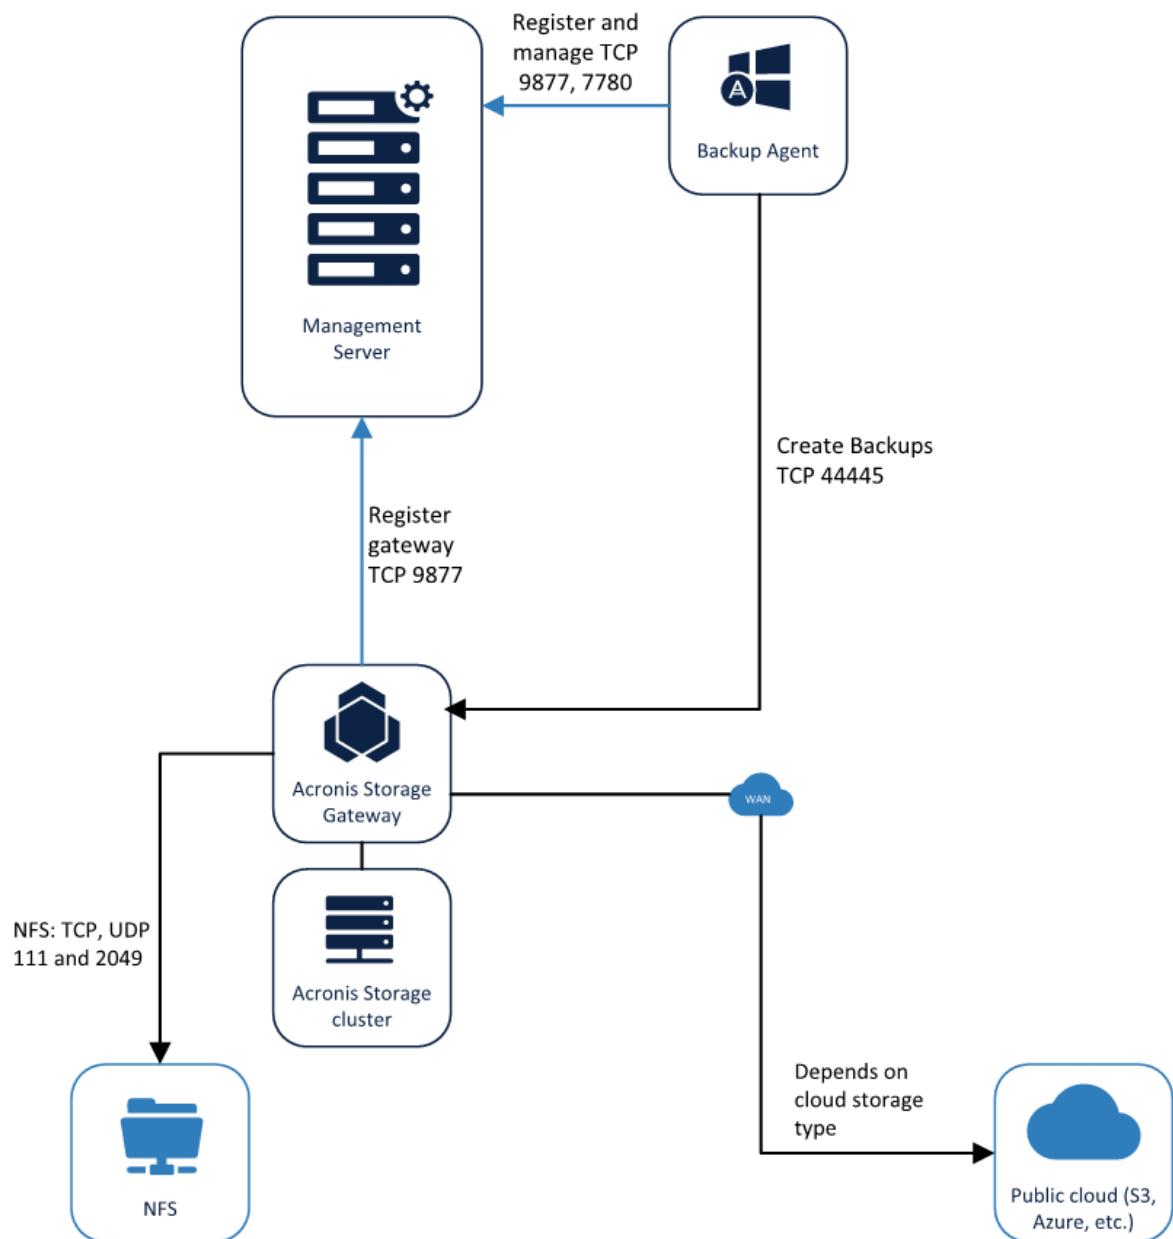 Register and
manage TCP
9877, 7780
Backup Agent
Management
Server
Create Backups
TCP 44445
Register
gateway
TCP 9877
Acronis Storage
Gateway
WAN
NFS: TCP, UDP
111 and 2049
Acronis Storage
cluster
Depends on
cloud storage
type
NFS
Public cloud (S3,
Azure, etc.)